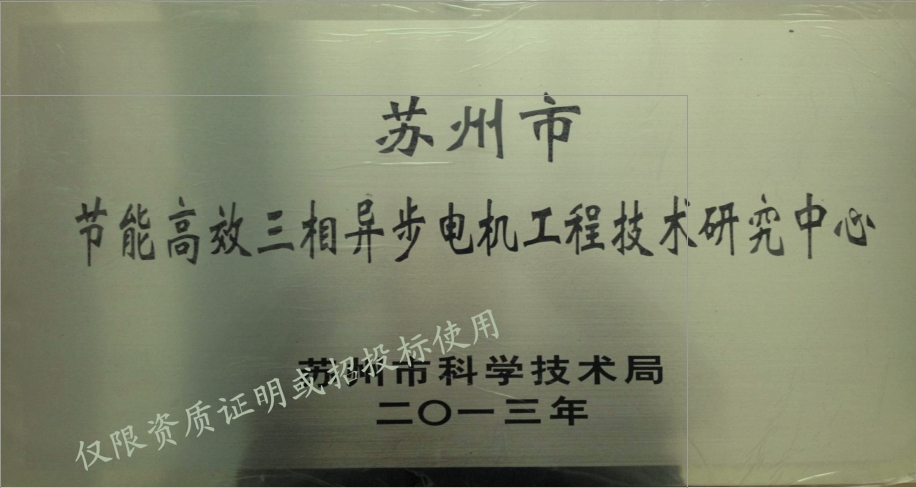 苏州市
节能高效三相异步电机工程技术研究中心
苏州市科学技术局
二〇一三年
仅限资质证明或招投标使用